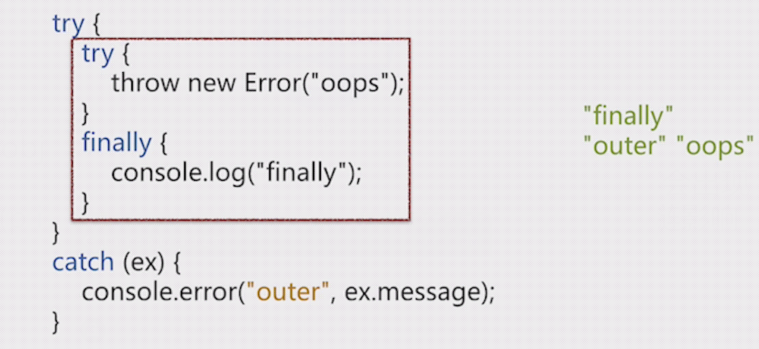 try {
try {
throw new Error("oops");
}
finally {
console.log("finally");
}
}
catch (ex) {
console.error("outer", ex.message);
}
"finally"
"outer" "oops"